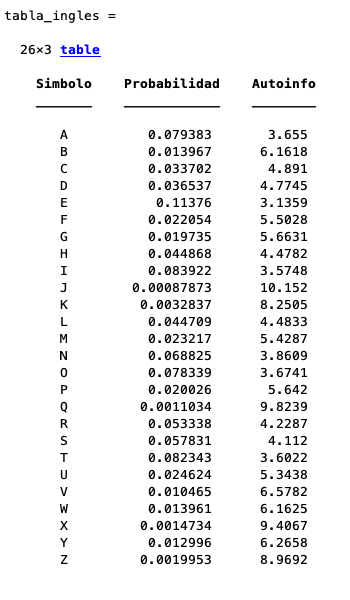 tabla_ingles =
26×3 table
Simbolo Probabilidad Autoinfo
A 0.079383 3.655
B 0.013967 6.1618
C 0.033702 4.891
D 0.036537 4.7745
E 0.11376 3.1359
F 0.022054 5.5028
G 0.019735 5.6631
H 0.044868 4.4782
I 0.083922 3.5748
J 0.00087873 10.152
K 0.0032837 8.2505
L 0.044709 4.4833
M 0.023217 5.4287
N 0.068825 3.8609
O 0.078339 3.6741
P 0.020026 5.642
Q 0.0011034 9.8239
R 0.053338 4.2287
S 0.057831 4.112
T 0.082343 3.6022
U 0.024624 5.3438
V 0.010465 6.5782
W 0.013961 6.1625
X 0.0014734 9.4067
Y 0.012996 6.2658
Z 0.0019953 8.9692